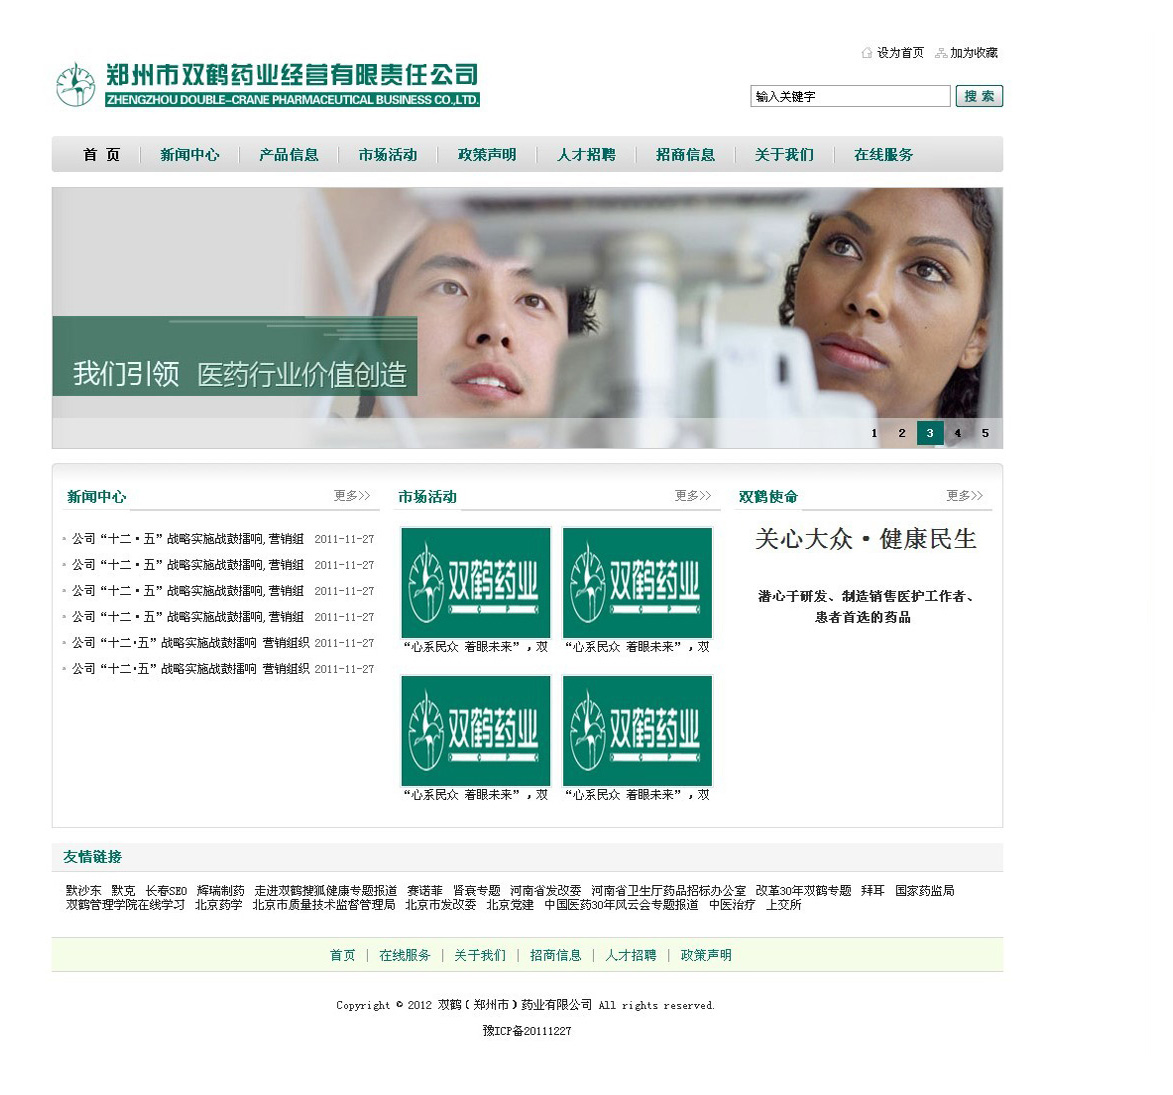 设为首页 加为收藏
郑州市双鹤药业经营有限责任公司
ZHENGZHOU DOUBLE-CRANE PHARMACEUTICAL BUSINESS CO.,LTD.
输入关键字 搜 索
首 页 新闻中心 产品信息 市场活动 政策声明 人才招聘 招商信息 关于我们 在线服务
我们引领 医药行业价值创造
1 2 3 4 5
新闻中心 更多>>
公司“十二·五”战略实施战鼓擂响,营销组 2011-11-27
公司“十二·五”战略实施战鼓擂响,营销组 2011-11-27
公司“十二·五”战略实施战鼓擂响,营销组 2011-11-27
公司“十二·五”战略实施战鼓擂响,营销组 2011-11-27
公司“十二·五”战略实施战鼓擂响 营销组织 2011-11-27
公司“十二·五”战略实施战鼓擂响 营销组织 2011-11-27
市场活动 更多>>
双鹤药业 双鹤药业
“心系民众 着眼未来”，双 “心系民众 着眼未来”，双
双鹤药业 双鹤药业
“心系民众 着眼未来”，双 “心系民众 着眼未来”，双
双鹤使命 更多>>
关心大众·健康民生
潜心于研发、制造销售医护工作者、
患者首选的药品
友情链接
默沙东 默克 长春SEO 辉瑞制药 走进双鹤搜狐健康专题报道 赛诺菲 肾衰专题 河南省发改委 河南省卫生厅药品招标办公室 改革30年双鹤专题 拜耳 国家药监局
双鹤管理学院在线学习 北京药学 北京市质量技术监督管理局 北京市发改委 北京党建 中国医药30年风云会专题报道 中医治疗 上交所
首页 | 在线服务 | 关于我们 | 招商信息 | 人才招聘 | 政策声明
Copyright © 2012 双鹤(郑州市)药业有限公司 All rights reserved.
豫ICP备20111227